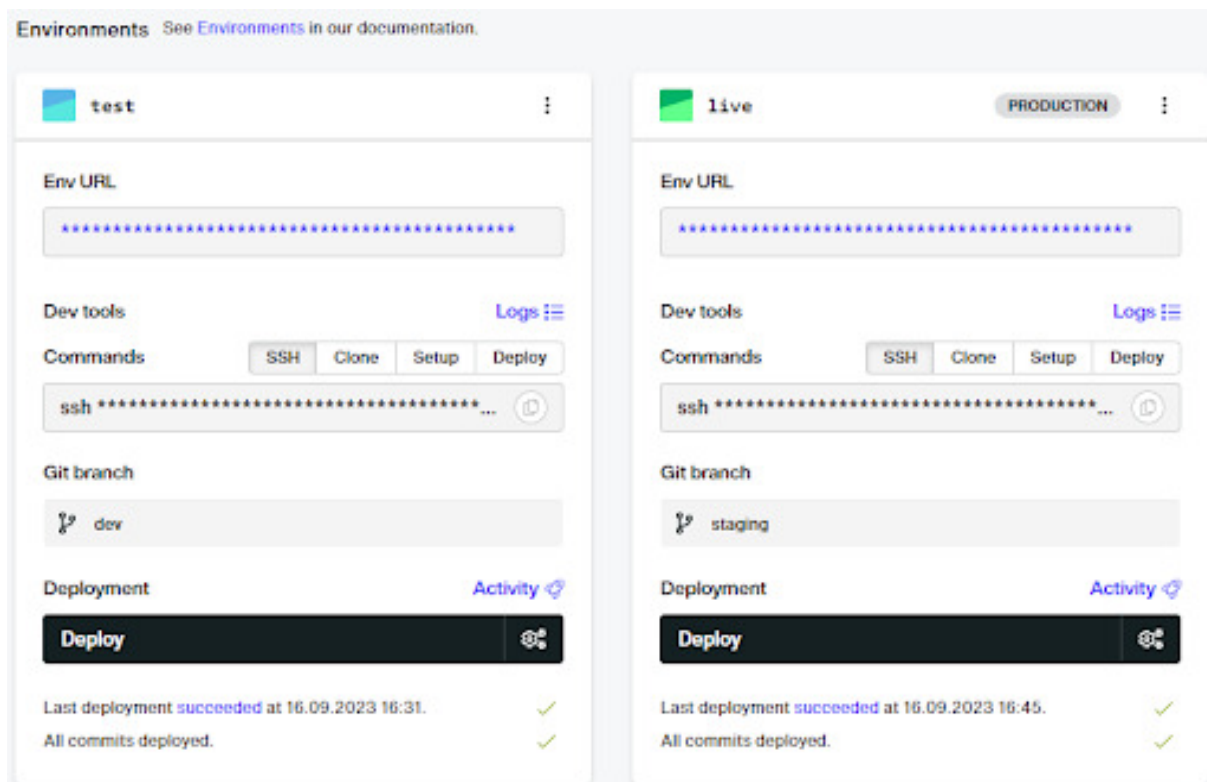 Environments See Environments in our documentation.
test
Env URL
********************************************
Dev tools Logs
Commands SSH Clone Setup Deploy
ssh *************************************...
Git branch
dev
Deployment Activity
Deploy
Last deployment succeeded at 16.09.2023 16:31.
All commits deployed.
live PRODUCTION
Env URL
********************************************
Dev tools Logs
Commands SSH Clone Setup Deploy
ssh *************************************...
Git branch
staging
Deployment Activity
Deploy
Last deployment succeeded at 16.09.2023 16:45.
All commits deployed.